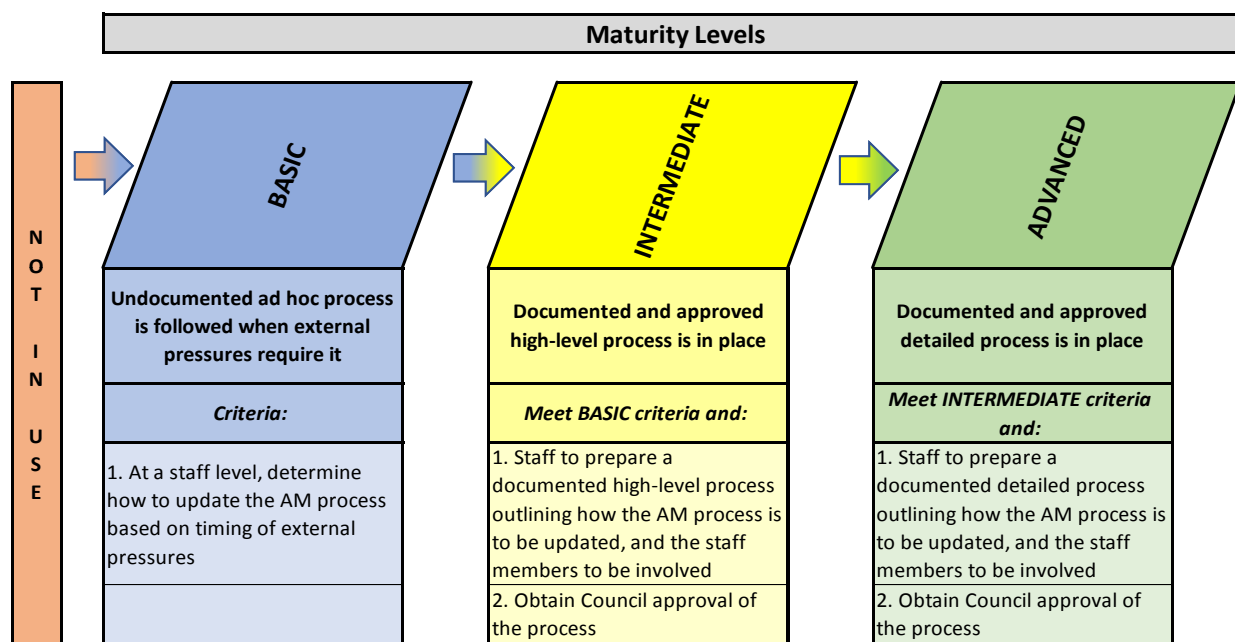 Maturity Levels
NOT IN USE
BASIC
INTERMEDIATE
ADVANCED
Undocumented ad hoc process
is followed when external
pressures require it
Documented and approved
high-level process is in place
Documented and approved
detailed process is in place
Criteria:
Meet BASIC criteria and:
Meet INTERMEDIATE criteria
and:
1. At a staff level, determine
how to update the AM process
based on timing of external
pressures
1. Staff to prepare a
documented high-level process
outlining how the AM process is
to be updated, and the staff
members to be involved
1. Staff to prepare a
documented detailed process
outlining how the AM process is
to be updated, and the staff
members to be involved
2. Obtain Council approval of
the process
2. Obtain Council approval of
the process